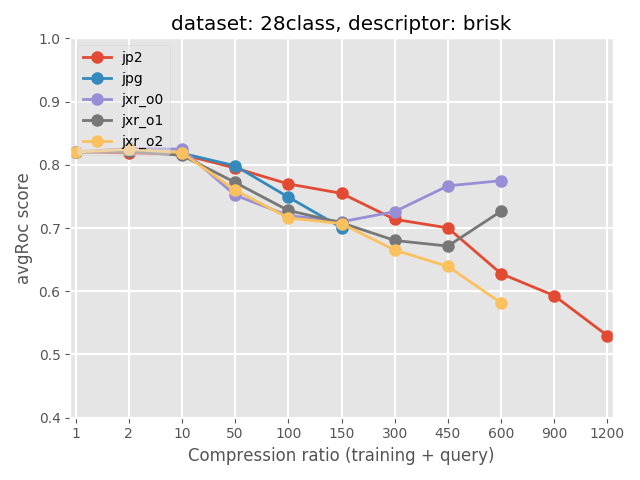 dataset: 28class, descriptor: brisk
1.0
0.9
0.8
0.7
0.6
0.5
0.4
avgRoc score
jp2
jpg
jxr_o0
jxr_o1
jxr_o2
1 2 10 50 100 150 300 450 600 900 1200
Compression ratio (training + query)